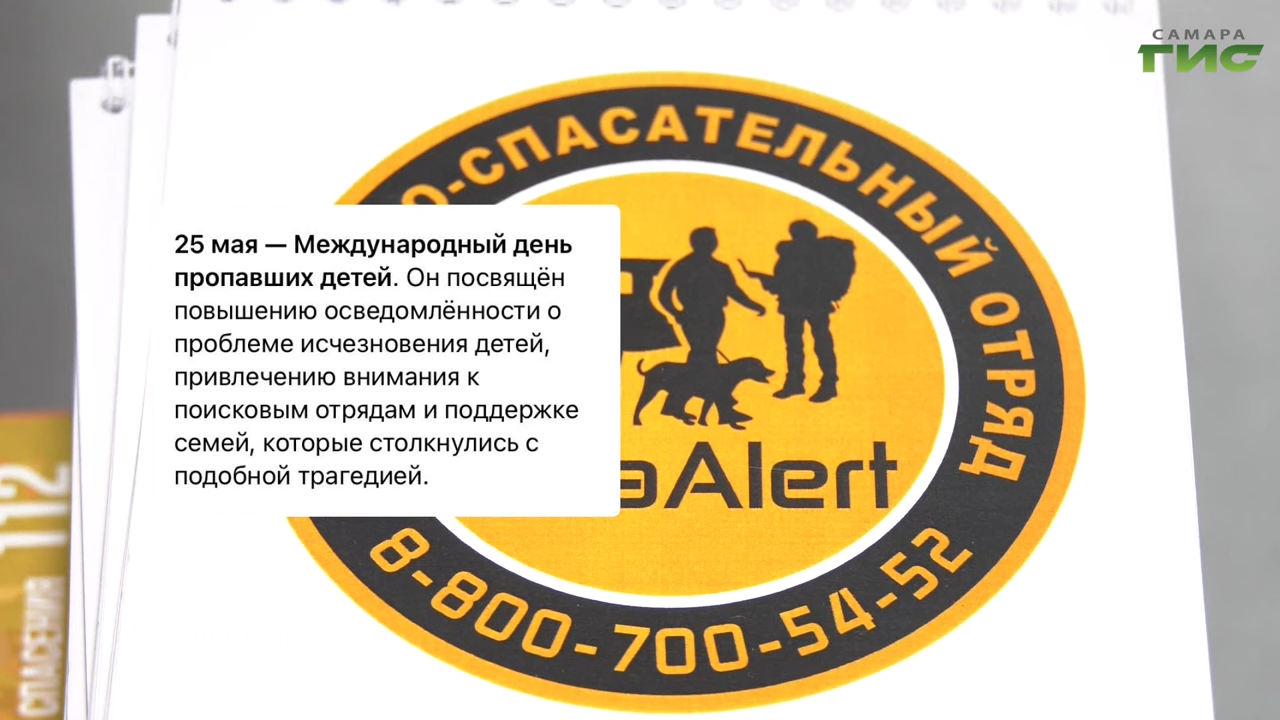 САМАРА
ГИС
О-СПАСАТЕЛЬНЫЙ ОТРЯД
25 мая — Международный день
пропавших детей. Он посвящён
повышению осведомлённости о
проблеме исчезновения детей,
привлечению внимания к
поисковым отрядам и поддержке
семей, которые столкнулись с
подобной трагедией.
aAlert
8-800-700-54-52
112
СПАСЕНИЯ